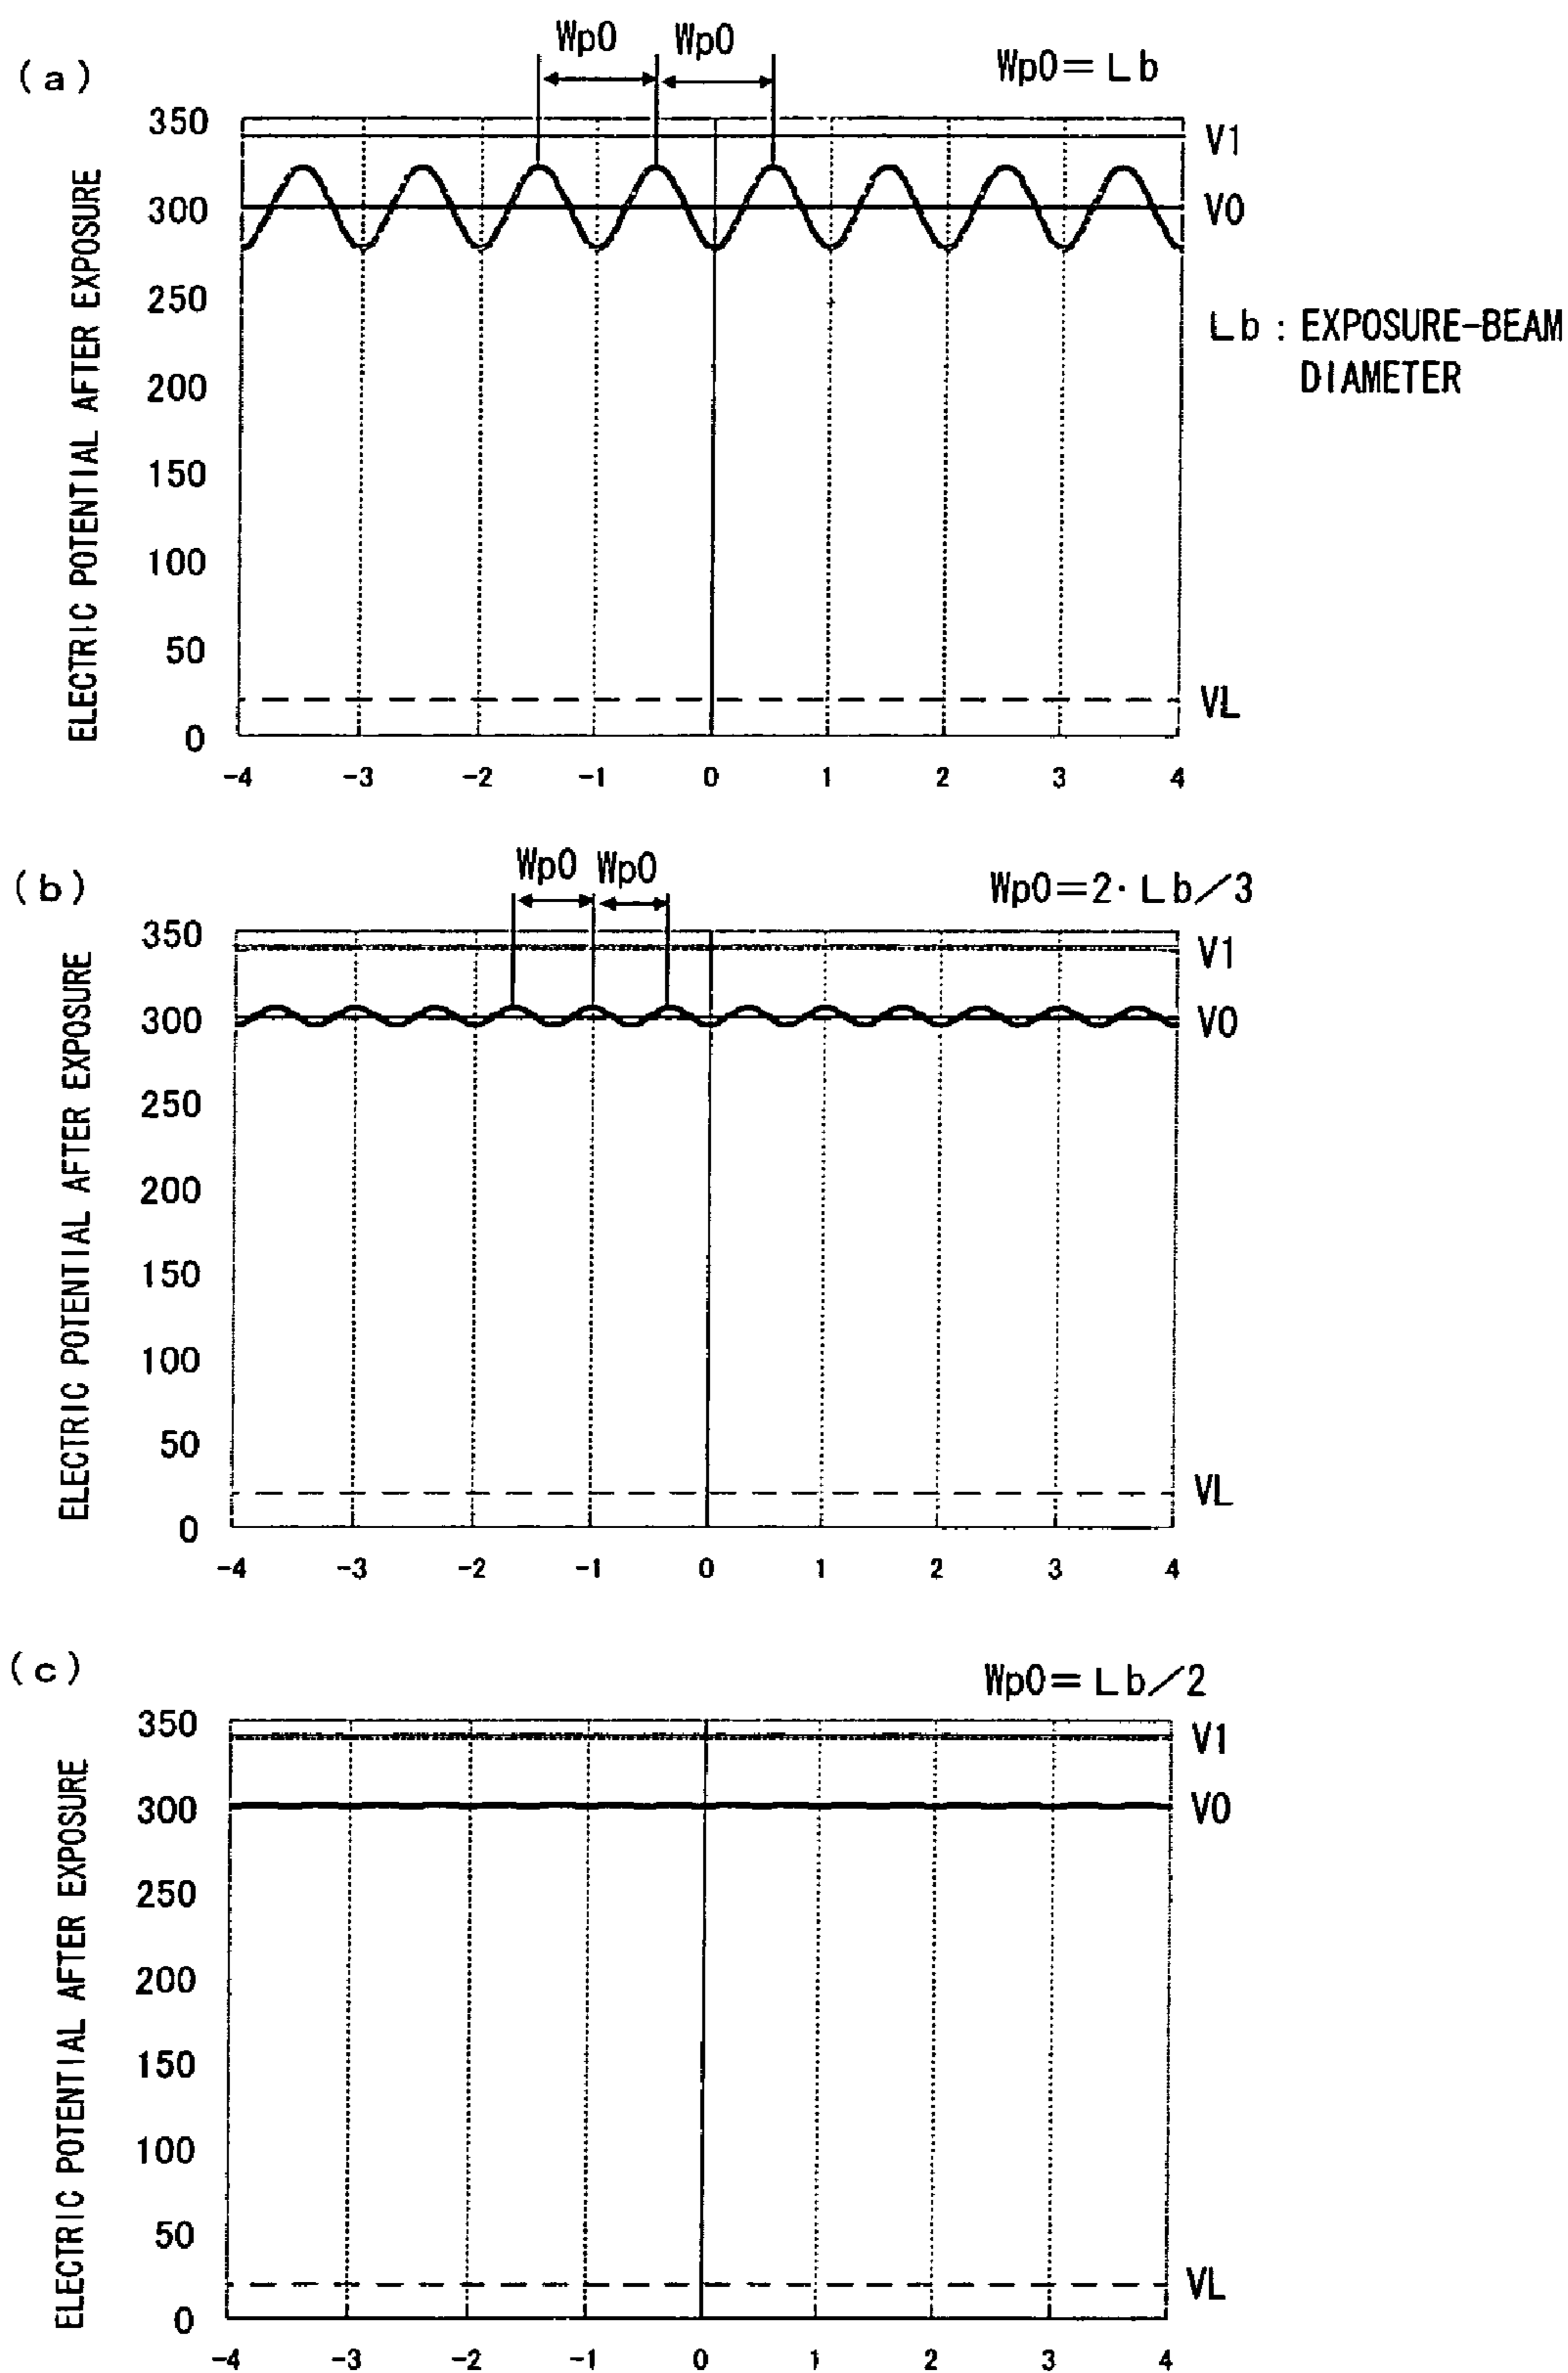 (a)
Wp0 Wp0
Wp0=Lb
ELECTRIC POTENTIAL AFTER EXPOSURE
350
300
250
200
150
100
50
0
V1
V0
VL
Lb : EXPOSURE-BEAM
DIAMETER
-4 -3 -2 -1 0 1 2 3 4
(b)
Wp0 Wp0
Wp0=2·Lb/3
ELECTRIC POTENTIAL AFTER EXPOSURE
350
300
250
200
150
100
50
0
V1
V0
VL
-4 -3 -2 -1 0 1 2 3 4
(c)
Wp0=Lb/2
ELECTRIC POTENTIAL AFTER EXPOSURE
350
300
250
200
150
100
50
0
V1
V0
VL
-4 -3 -2 -1 0 1 2 3 4